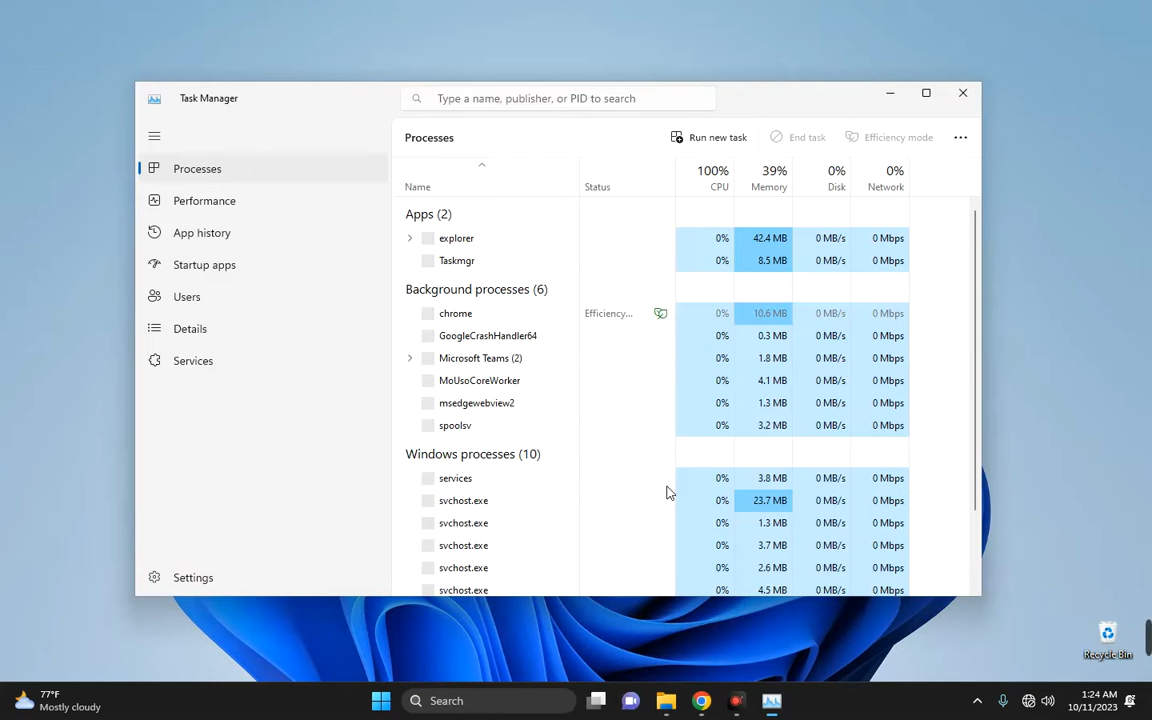 Task Manager
Type a name, publisher, or PID to search
Processes
Run new task End task Efficiency mode
Processes
Performance
App history
Startup apps
Users
Details
Services
Settings
100% 39% 0% 0%
Name Status CPU Memory Disk Network
Apps (2)
explorer 0% 42.4 MB 0 MB/s 0 Mbps
Taskmgr 0% 8.5 MB 0 MB/s 0 Mbps
Background processes (6)
chrome Efficiency... 0% 10.6 MB 0 MB/s 0 Mbps
GoogleCrashHandler64 0% 0.3 MB 0 MB/s 0 Mbps
Microsoft Teams (2) 0% 1.8 MB 0 MB/s 0 Mbps
MoUsoCoreWorker 0% 4.1 MB 0 MB/s 0 Mbps
msedgewebview2 0% 1.3 MB 0 MB/s 0 Mbps
spoolsv 0% 3.2 MB 0 MB/s 0 Mbps
Windows processes (10)
services 0% 3.8 MB 0 MB/s 0 Mbps
svchost.exe 0% 23.7 MB 0 MB/s 0 Mbps
svchost.exe 0% 1.3 MB 0 MB/s 0 Mbps
svchost.exe 0% 3.7 MB 0 MB/s 0 Mbps
svchost.exe 0% 2.6 MB 0 MB/s 0 Mbps
svchost.exe 0% 4.5 MB 0 MB/s 0 Mbps
Recycle Bin
77°F
Mostly cloudy
Search
1:24 AM
10/11/2023